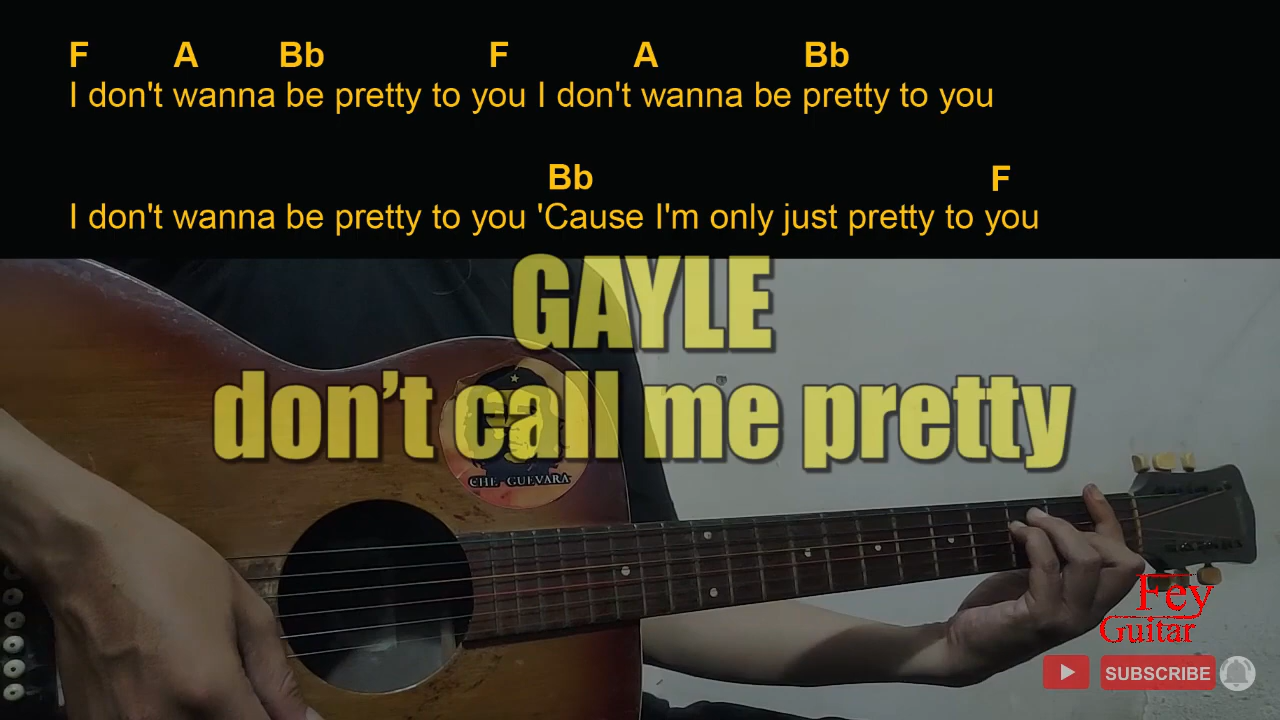 F A Bb F A Bb
I don't wanna be pretty to you I don't wanna be pretty to you
Bb F
I don't wanna be pretty to you 'Cause I'm only just pretty to you
GAYLE
don't call me pretty
CHE GUEVARA
Fey
Guitar
SUBSCRIBE